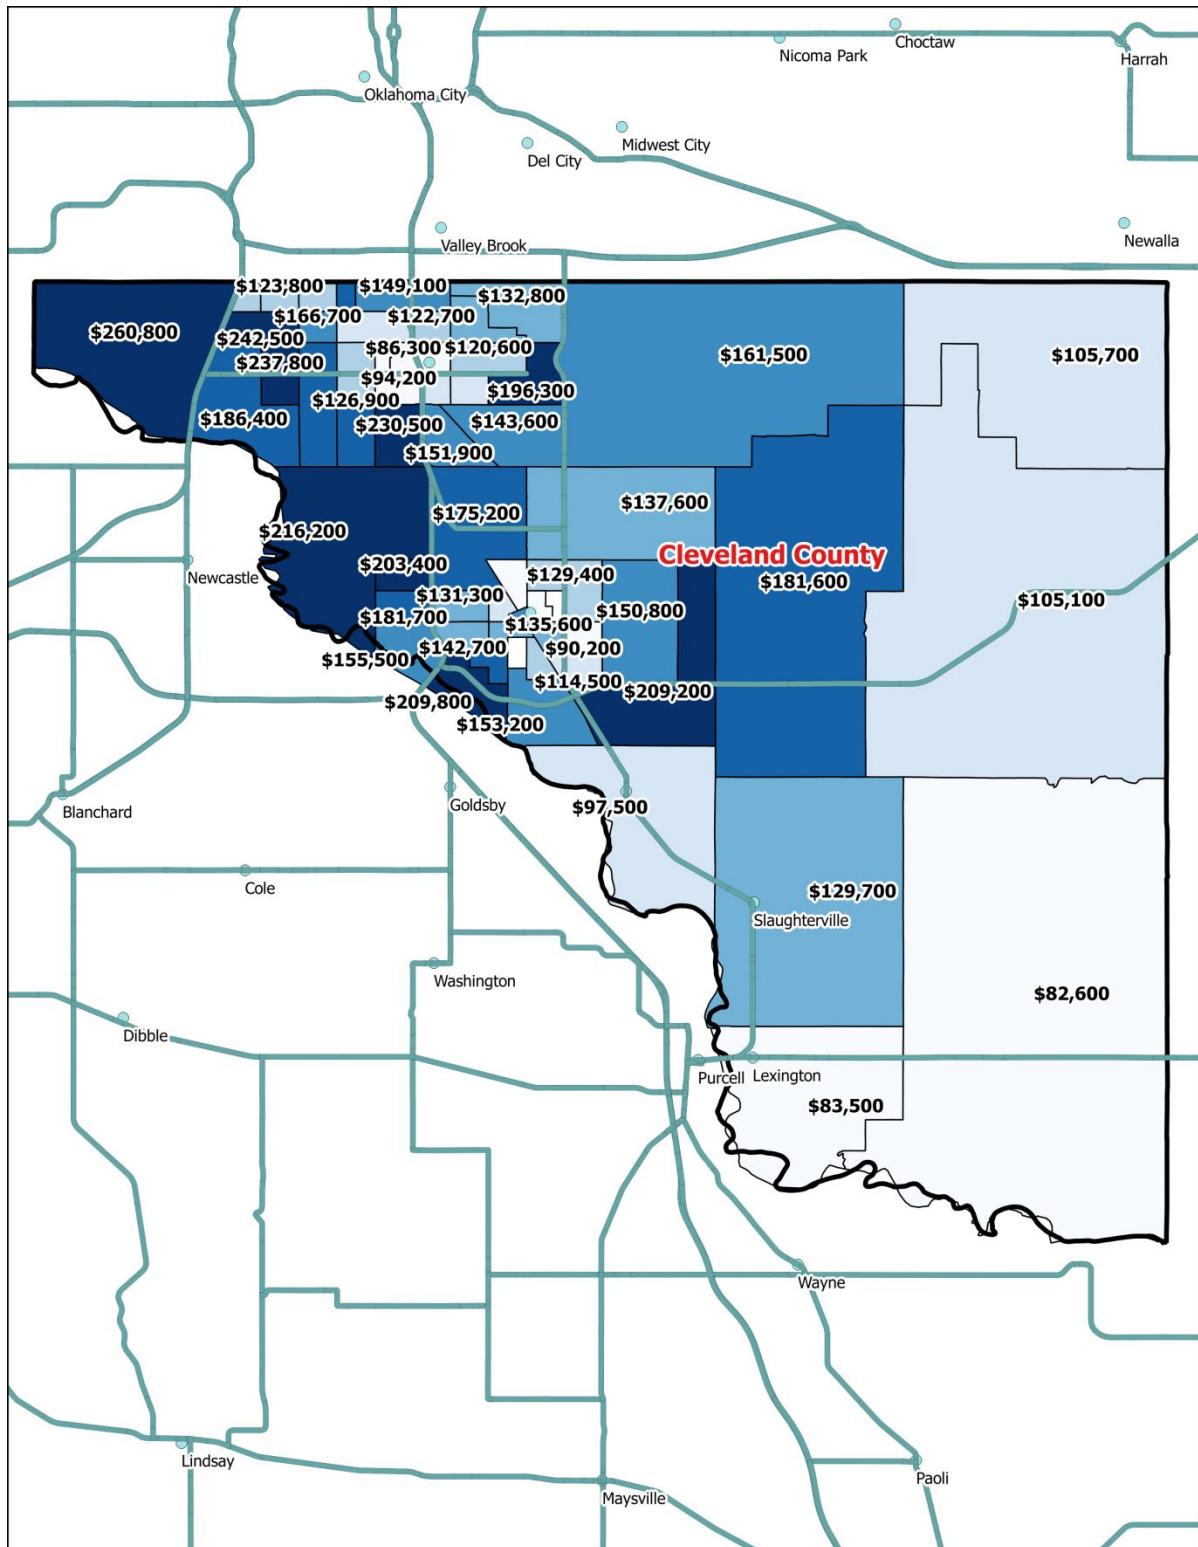 Choctaw
Nicoma Park
Harrah
Oklahoma City
Midwest City
Del City
Newalla
Valley Brook
$123,800
$149,100
$132,800
$166,700
$122,700
$260,800
$242,500
$86,300
$120,600
$161,500
$105,700
$237,800
$94,200
$196,300
$126,900
$186,400
$230,500
$143,600
$151,900
$137,600
$175,200
$216,200
Cleveland County
$203,400
$129,400
$181,600
Newcastle
$131,300
$105,100
$181,700
$135,600
$150,800
$142,700
$90,200
$155,500
$114,500
$209,200
$209,800
$153,200
Blanchard
Goldsby
$97,500
Cole
$129,700
Slaughterville
Washington
$82,600
Dibble
Purcell
Lexington
$83,500
Wayne
Lindsay
Paoli
Maysville